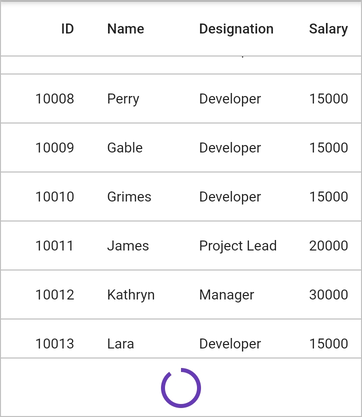 ID Name Designation Salary
10008 Perry Developer 15000
10009 Gable Developer 15000
10010 Grimes Developer 15000
10011 James Project Lead 20000
10012 Kathryn Manager 30000
10013 Lara Developer 15000